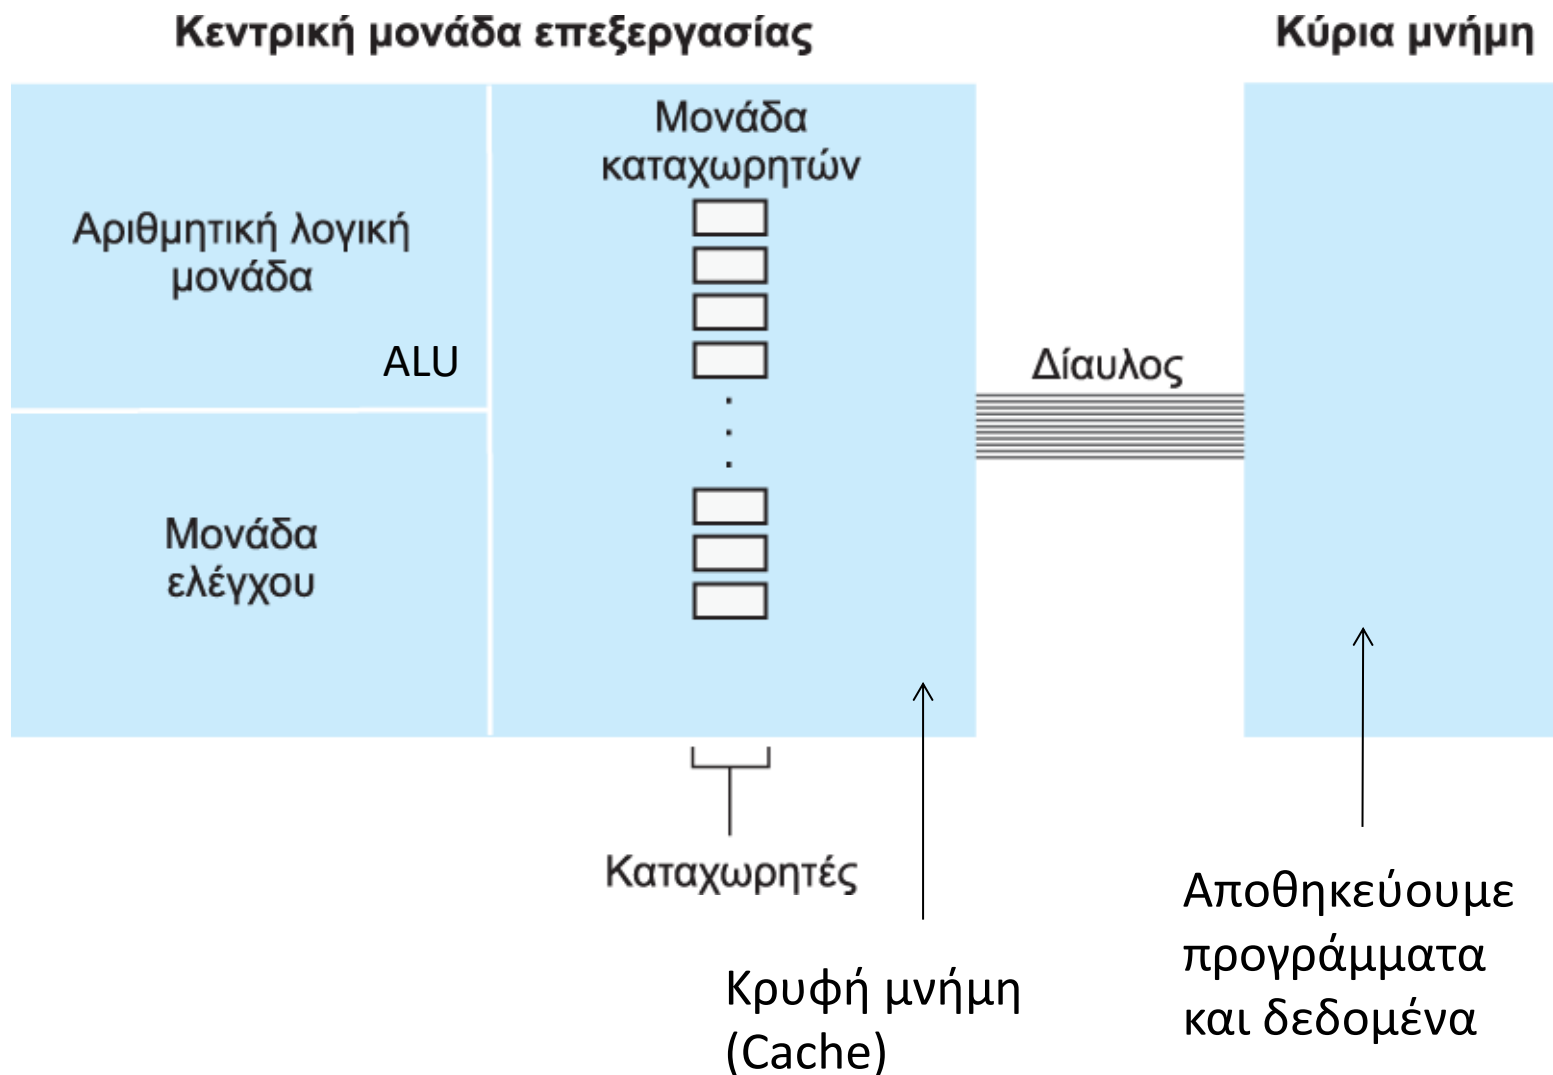 Κεντρική μονάδα επεξεργασίας
Κύρια μνήμη
Αριθμητική λογική
μονάδα
ALU
Μονάδα
ελέγχου
Μονάδα
καταχωρητών
.
.
.
Καταχωρητές
Δίαυλος
Κρυφή μνήμη
(Cache)
Αποθηκεύουμε
προγράμματα
και δεδομένα